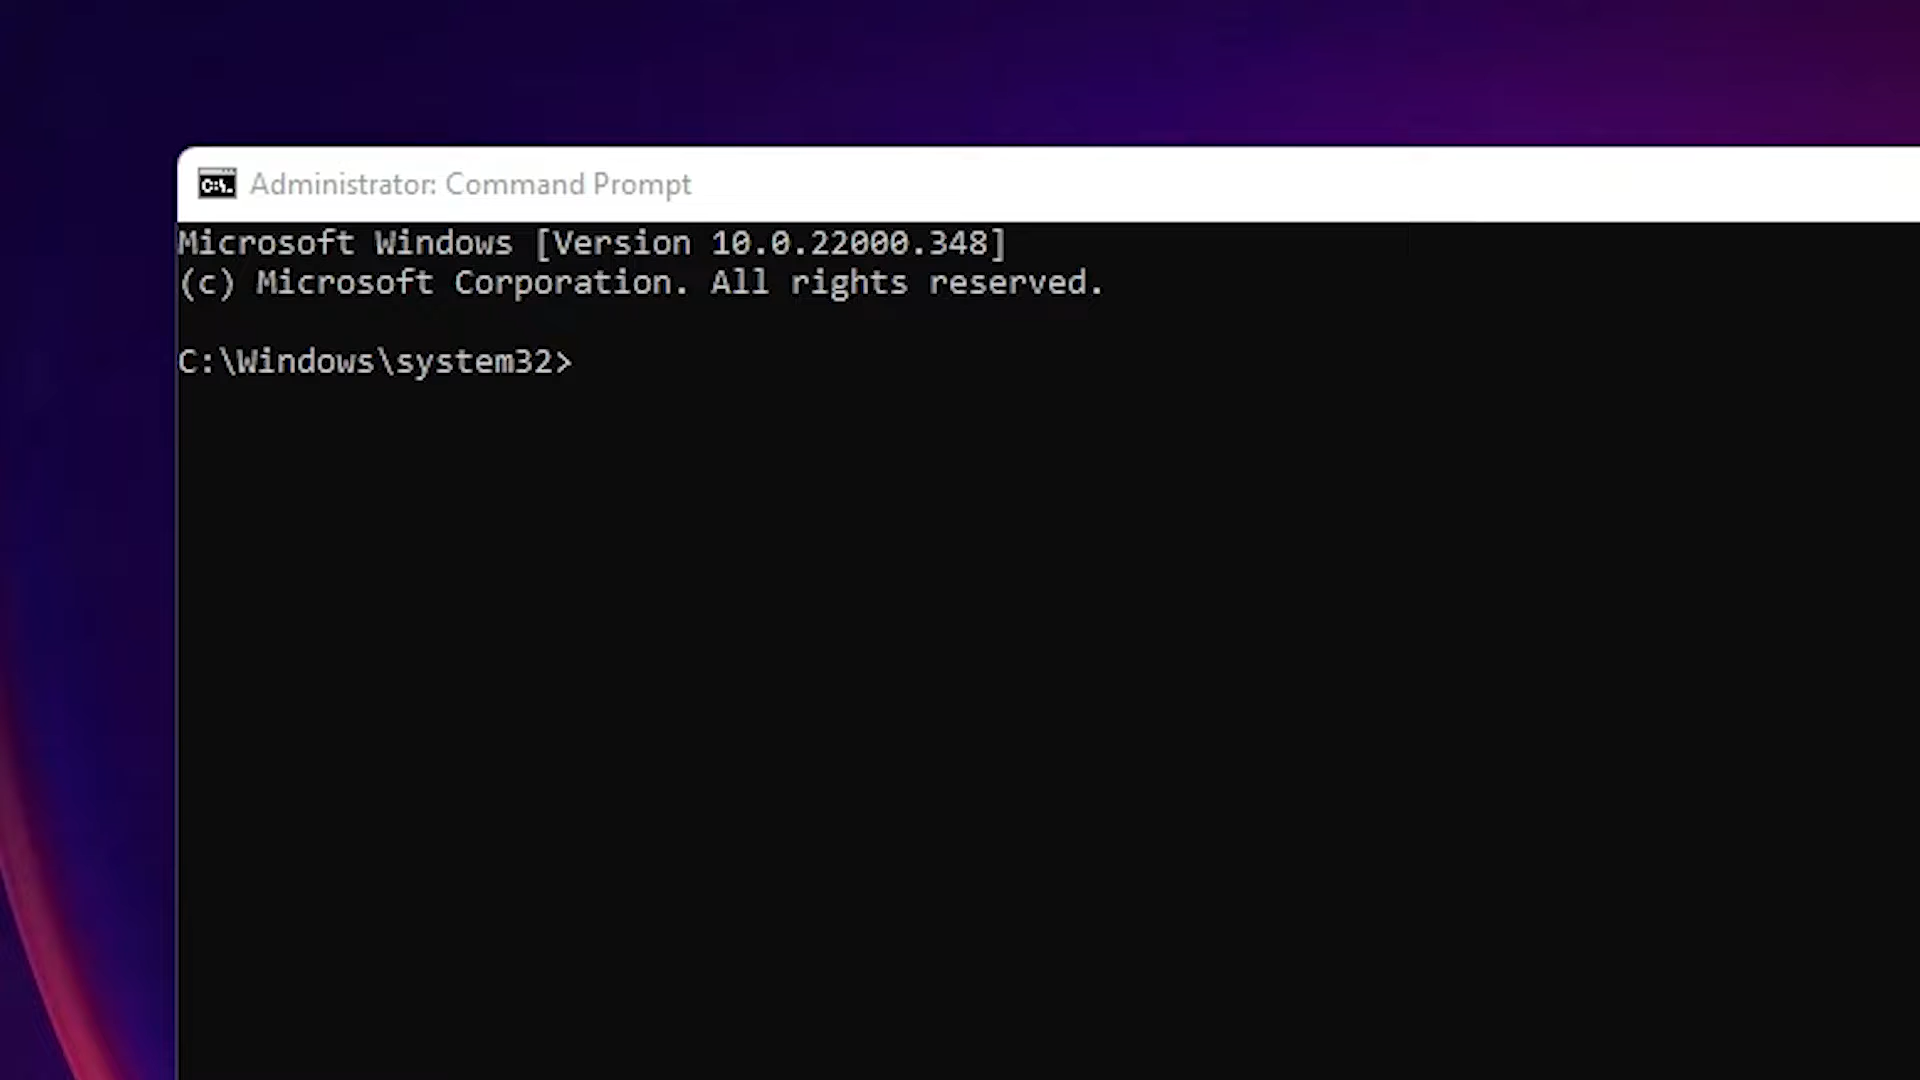 C:\.
Administrator: Command Prompt
Microsoft Windows [Version 10.0.22000.348]
(c) Microsoft Corporation. All rights reserved.
C:\Windows\system32>